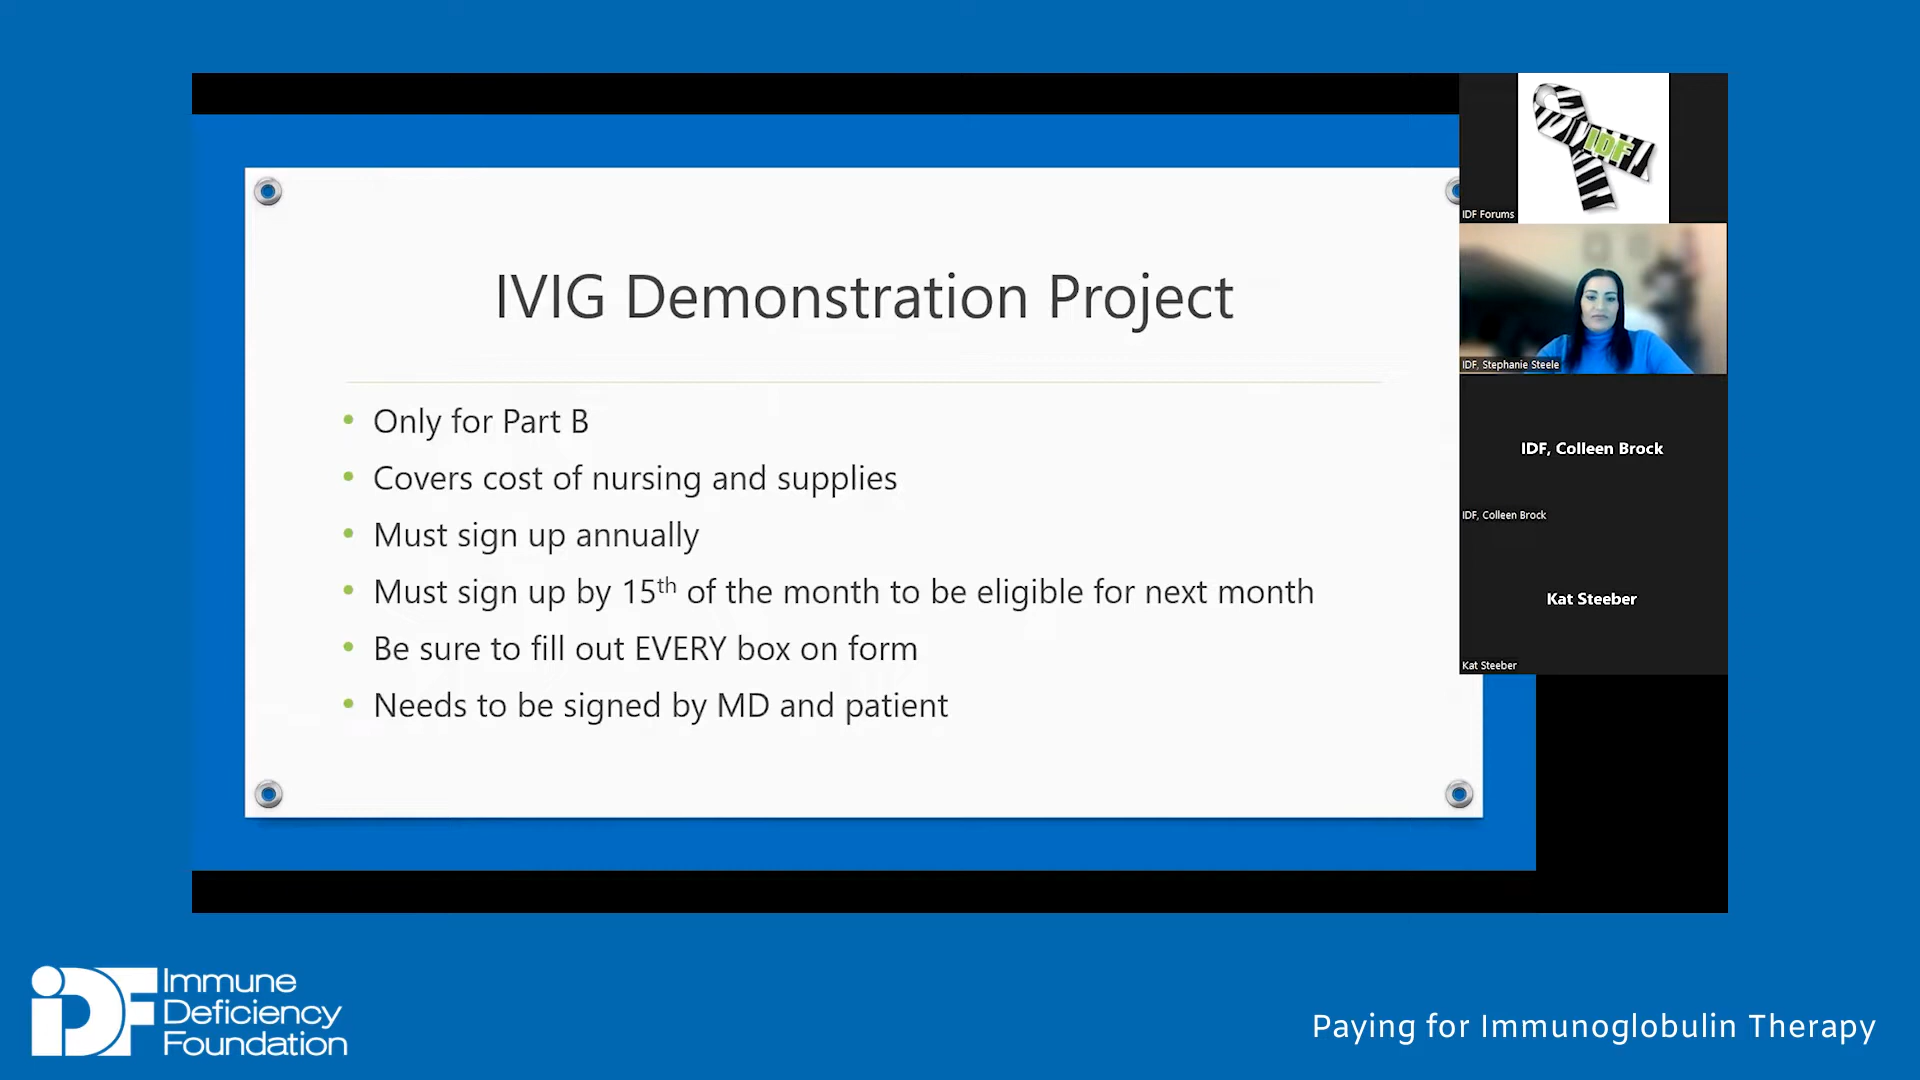 IVIG Demonstration Project
• Only for Part B
• Covers cost of nursing and supplies
• Must sign up annually
• Must sign up by 15th of the month to be eligible for next month
• Be sure to fill out EVERY box on form
• Needs to be signed by MD and patient
IDF
IDF Forums
IDF, Stephanie Steele
IDF, Colleen Brock
IDF, Colleen Brock
Kat Steeber
Kat Steeber
iDF
Immune
Deficiency
Foundation
Paying for Immunoglobulin Therapy